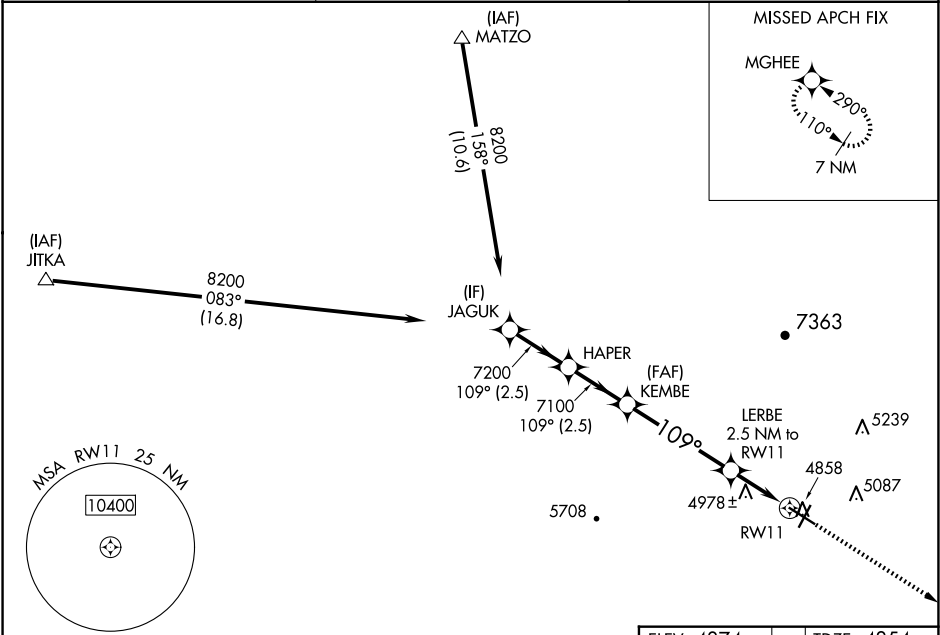 (IAF)
MATZO
MISSED APCH FIX
MGHEE
290°
110°
7 NM
8200
158°
(10.6)
(IAF)
JITKA
8200
083°
(16.8)
(IF)
JAGUK
7363
HAPER
7200
109° (2.5)
(FAF)
KEMBE
7100
109° (2.5)
109°
LERBE
2.5 NM to
RW11
5239
4858
5087
4978±
5708
RW11
MSA RW11 25 NM
10400